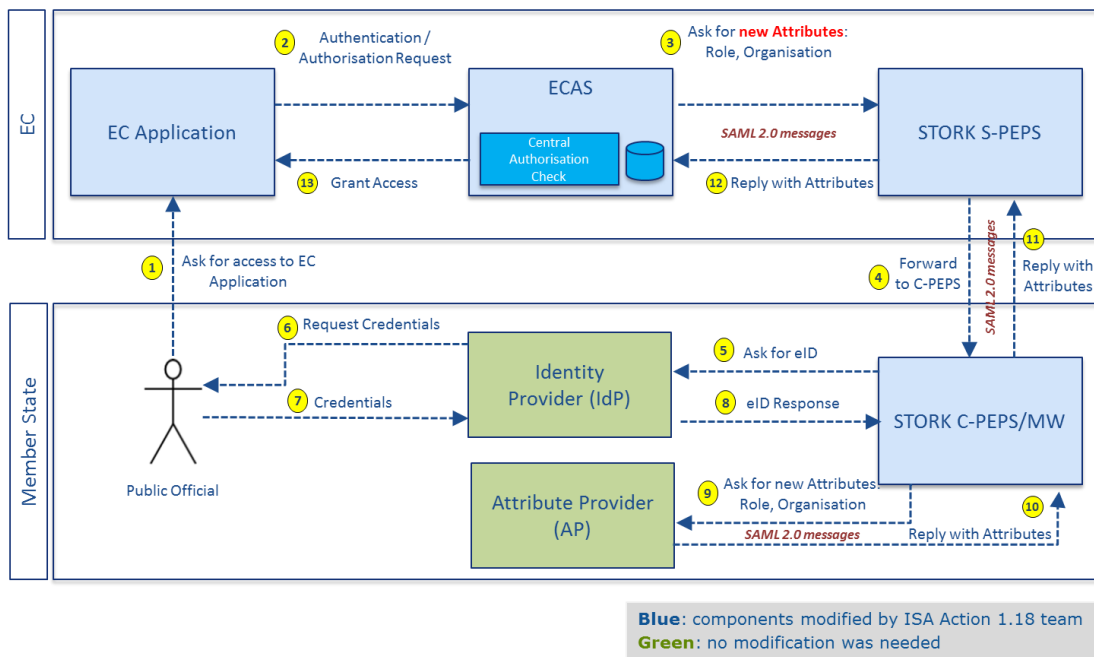 EC
2
Authentication /
Authorisation Request
3
Ask for new Attributes:
Role, Organisation
EC Application
ECAS
Central
Authorisation
Check
SAML 2.0 messages
STORK S-PEPS
13
Grant Access
12
Reply with Attributes
1
Ask for access to EC
Application
4
Forward
to C-PEPS
SAML 2.0 messages
11
Reply with
Attributes
Member State
6
Request Credentials
5
Ask for eID
Identity
Provider (IdP)
7
Credentials
8
eID Response
STORK C-PEPS/MW
Public Official
9
Ask for new Attributes:
Role, Organisation
Attribute Provider
(AP)
10
SAML 2.0 messages
Reply with Attributes
Blue: components modified by ISA Action 1.18 team
Green: no modification was needed